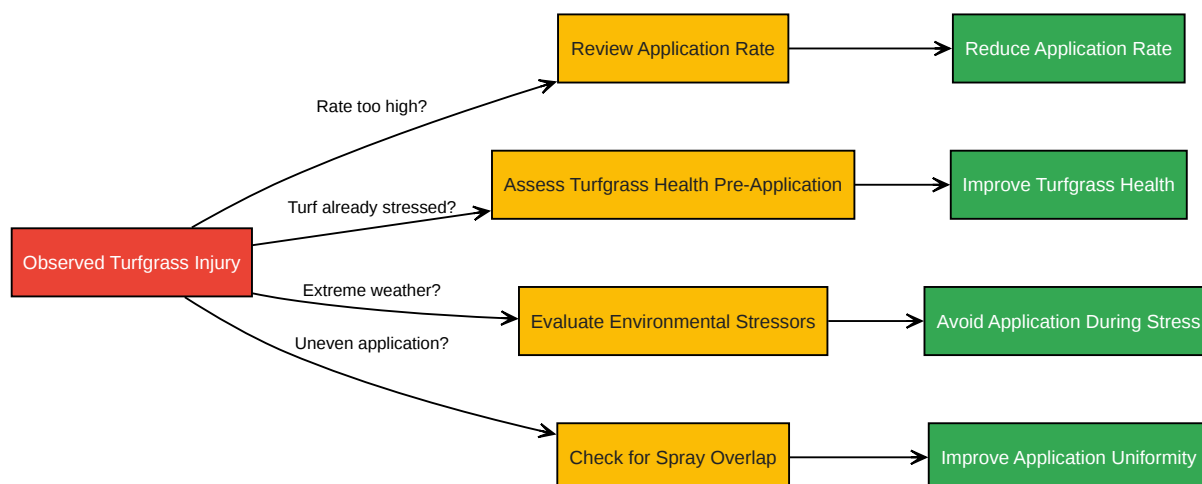 Review Application Rate
Reduce Application Rate
Rate too high?
Assess Turfgrass Health Pre-Application
Improve Turfgrass Health
Turf already stressed?
Observed Turfgrass Injury
Extreme weather?
Evaluate Environmental Stressors
Avoid Application During Stress
Uneven application?
Check for Spray Overlap
Improve Application Uniformity